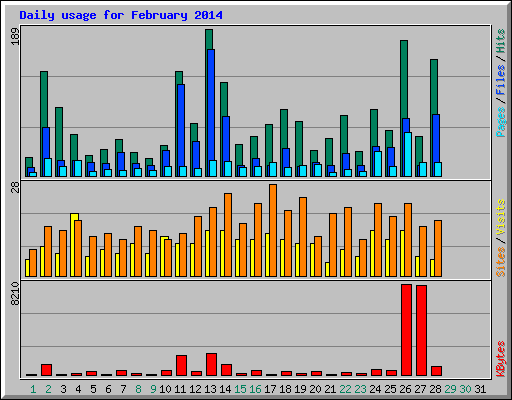 Daily usage for February 2014
189
Pages / Files / Hits
28
Sites / Visits
8210
KBytes
1 2 3 4 5 6 7 8 9 10 11 12 13 14 15 16 17 18 19 20 21 22 23 24 25 26 27 28 29 30 31